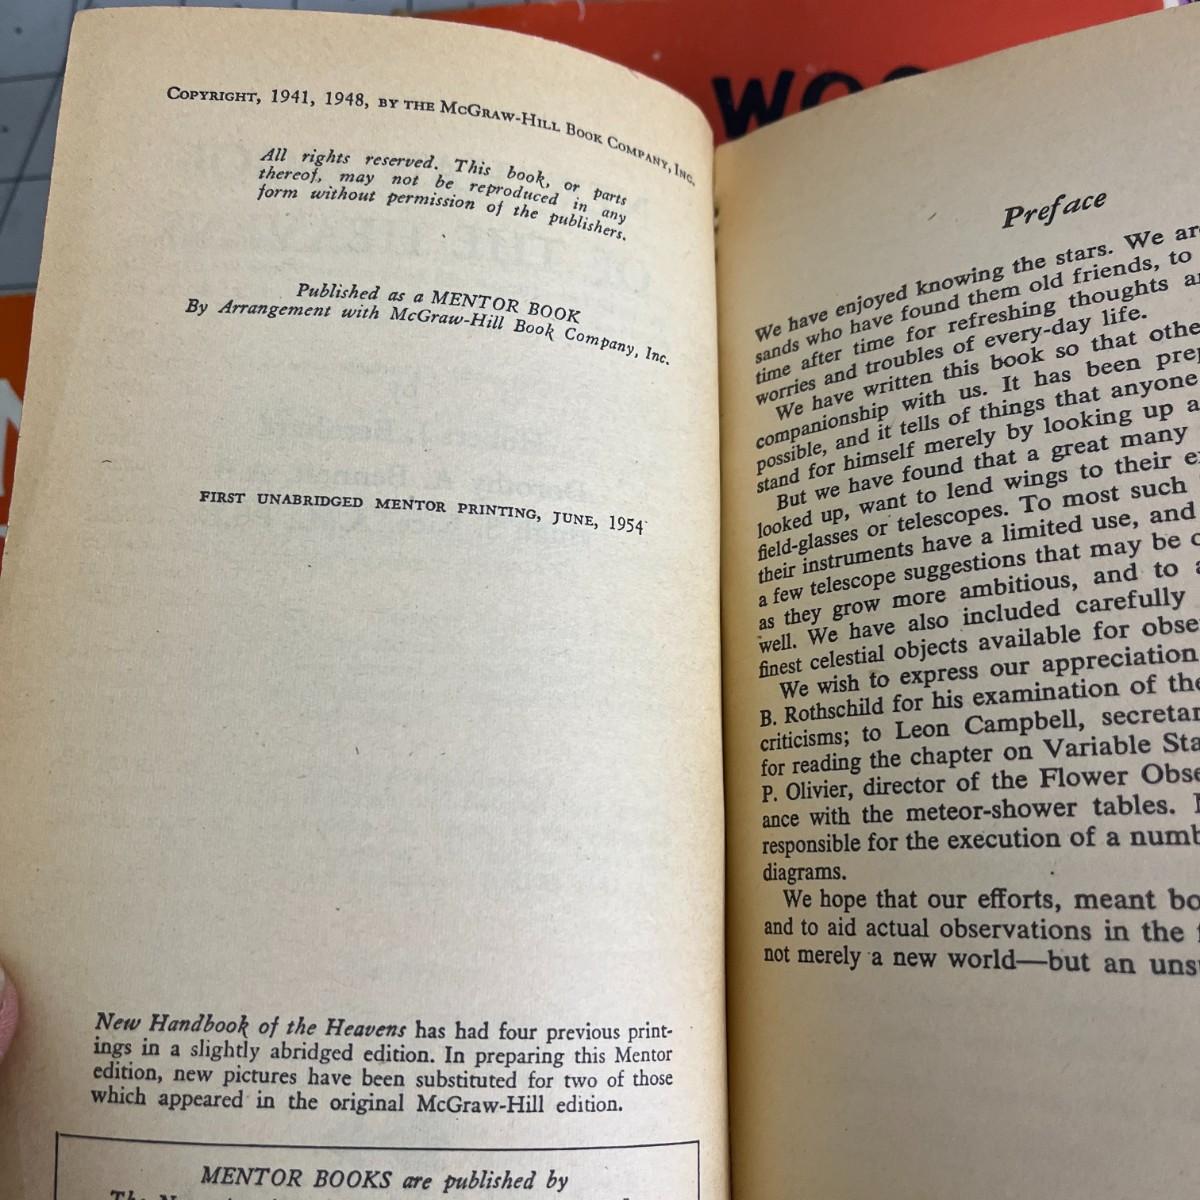 COPYRIGHT, 1941, 1948, BY THE MCGRAW-HILL BOOK COMPANY, INC.
All rights reserved. This book, or parts
thereof, may not be reproduced in any
form without permission of the publishers.
Published as a MENTOR BOOK
By Arrangement with McGraw-Hill Book Company, Inc.
FIRST UNABRIDGED MENTOR PRINTING, JUNE, 1954
New Handbook of the Heavens has had four previous print-
ings in a slightly abridged edition. In preparing this Mentor
edition, new pictures have been substituted for two of those
which appeared in the original McGraw-Hill edition.
MENTOR BOOKS are published by
Preface
We have enjoyed knowing the stars. We are
sands who have found them old friends, to
time after time for refreshing thoughts
worries and troubles of every-day life.
We have written this book so that othe
companionship with us. It has been prep
possible, and it tells of things that anyone
stand for himself merely by looking up a
But we have found that a great many
looked up, want to lend wings to their
field-glasses or telescopes. To most such
their instruments have a limited use, and
a few telescope suggestions that may be
as they grow more ambitious, and to
well. We have also included carefully
finest celestial objects available for obse
We wish to express our appreciation
B. Rothschild for his examination of the
criticisms; to Leon Campbell, secretar
for reading the chapter on Variable Sta
P. Olivier, director of the Flower Obse
ance with the meteor-shower tables.
responsible for the execution of a numb
diagrams.
We hope that our efforts, meant bo
and to aid actual observations in the
not merely a new world—but an uns